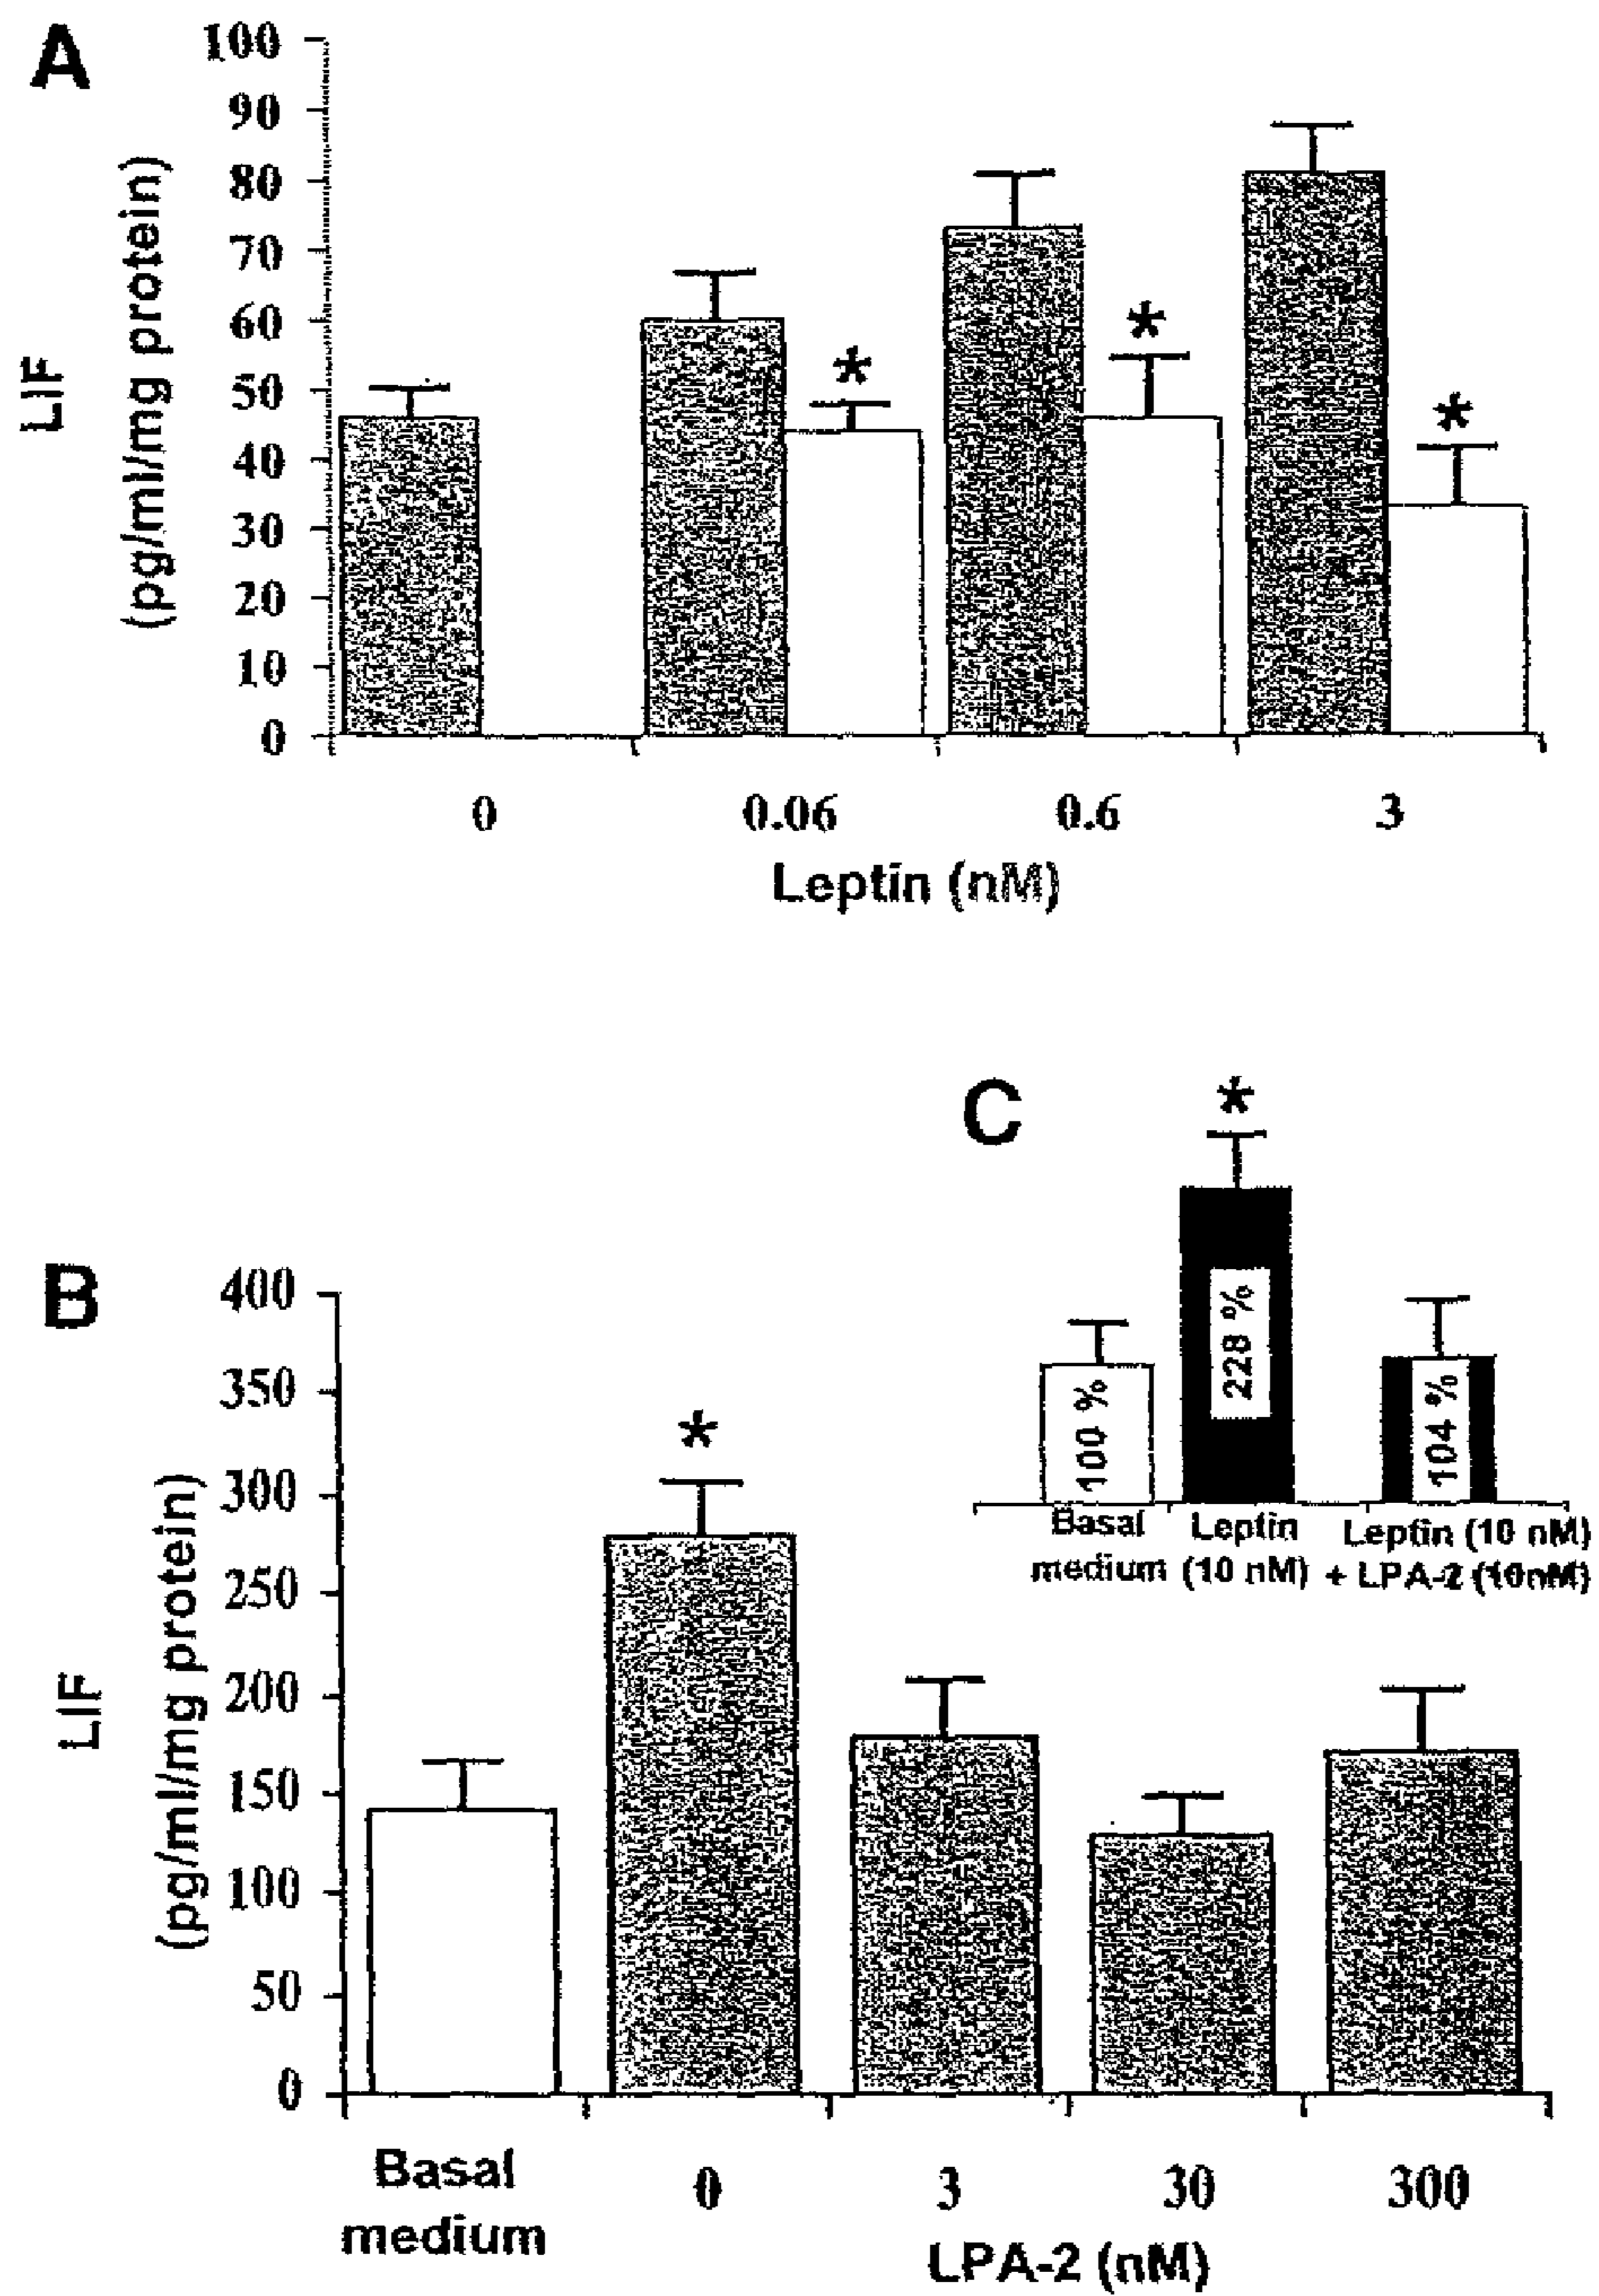 A
100
90
80
70
60
50
40
30
20
10
0
LIF
(pg/ml/mg protein)
*
*
*
0 0.06 0.6 3
Leptin (nM)
C
*
100 %
228 %
104 %
Basal medium
Leptin (10 nM)
Leptin (10 nM)
+ LPA-2 (10nM)
B
400
350
300
250
200
150
100
50
0
LIF
(pg/ml/mg protein)
*
Basal
medium
0 3 30 300
LPA-2 (nM)